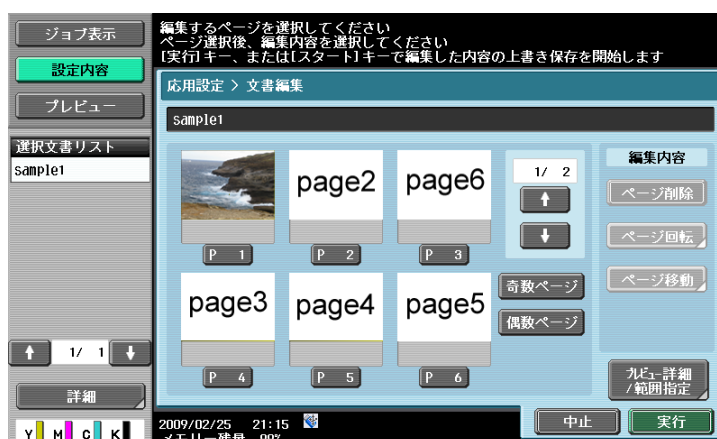 ジョブ表示
設定内容
プレビュー
選択文書リスト
sample1
1/ 1
詳細
Y M C K
編集するページを選択してください
ページ選択後、編集内容を選択してください
[実行]キー、または[スタート]キーで編集した内容の上書き保存を開始します
応用設定 > 文書編集
sample1
page2
page6
P 1
P 2
P 3
page3
page4
page5
P 4
P 5
P 6
1/ 2
奇数ページ
偶数ページ
編集内容
ページ削除
ページ回転
ページ移動
プレビュー詳細
/範囲指定
2009/02/25 21:15
メモリー残量 99%
中止
実行